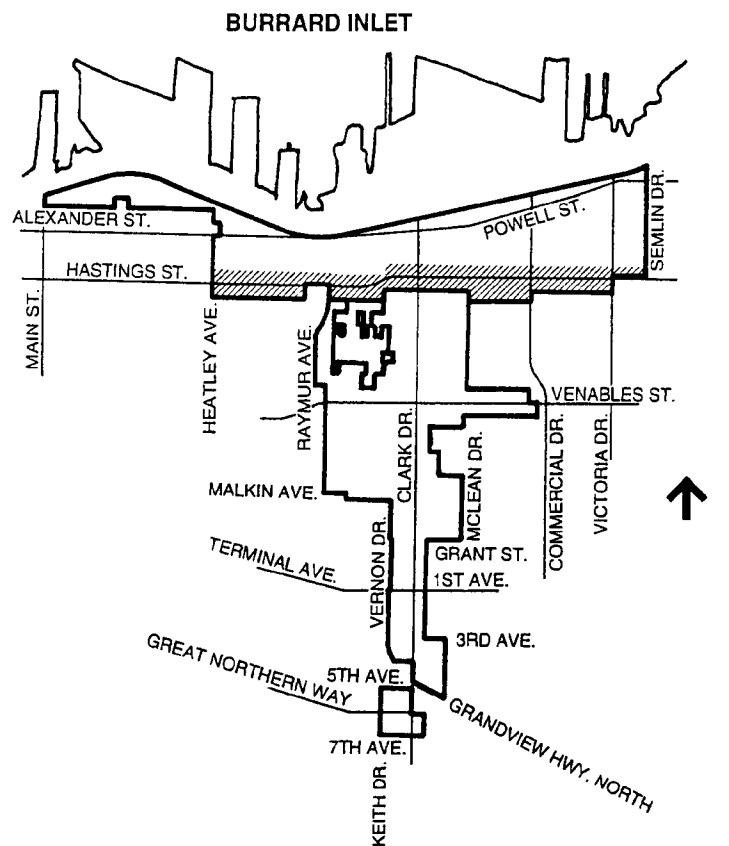 BURRARD INLET
ALEXANDER ST.
POWELL ST.
SEMLIN DR.
HASTINGS ST.
MAIN ST.
HEATLEY AVE.
RAYMUR AVE.
VENABLES ST.
CLARK DR.
MCLEAN DR.
COMMERCIAL DR.
VICTORIA DR.
MALKIN AVE.
VERNON DR.
GRANT ST.
TERMINAL AVE.
1ST AVE.
3RD AVE.
GREAT NORTHERN WAY
5TH AVE.
GRANDVIEW HWY. NORTH
7TH AVE.
KEITH DR.